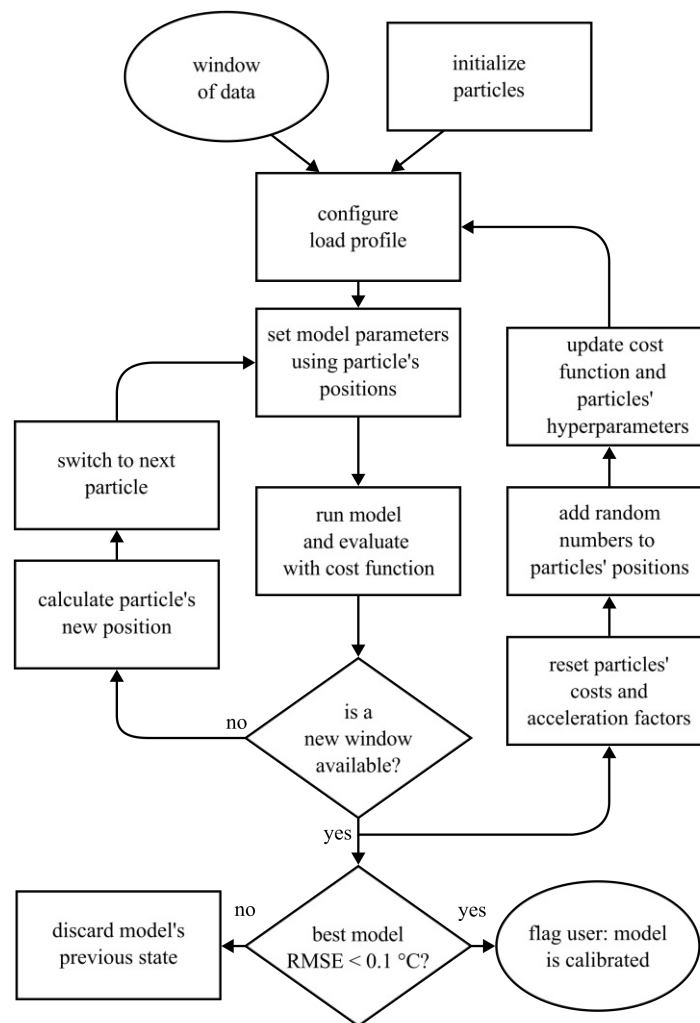 window
of data
initialize
particles
configure
load profile
set model parameters
using particle's
positions
update cost
function and
particles'
hyperparameters
switch to next
particle
run model
and evaluate
with cost function
add random
numbers to
particles' positions
calculate particle's
new position
reset particles'
costs and
acceleration factors
no
is a
new window
available?
yes
no
yes
discard model's
previous state
best model
RMSE < 0.1 °C?
flag user: model
is calibrated